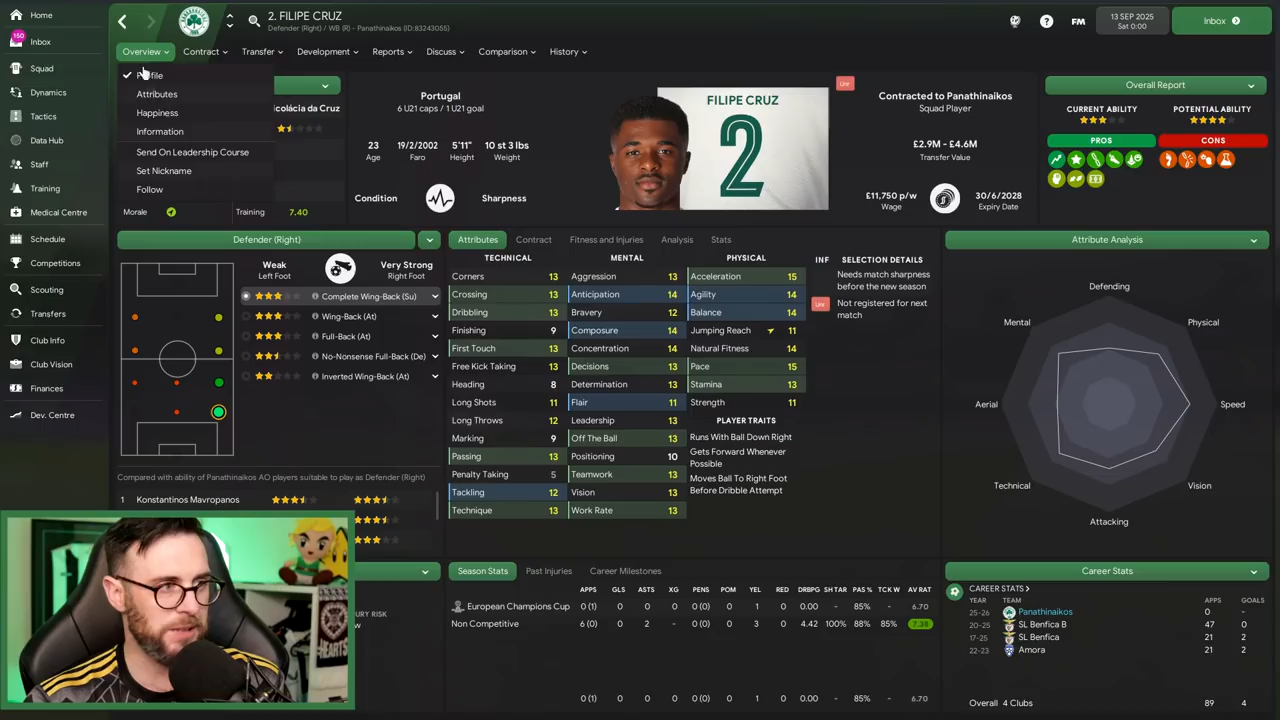 Home
150
Inbox
Squad
Dynamics
Tactics
Data Hub
Staff
Training
Medical Centre
Schedule
Competitions
Scouting
Transfers
Club Info
Club Vision
Finances
Dev. Centre
2. FILIPE CRUZ
Defender (Right) / WB (R) - Panathinaikos (ID:83243055)
FM
13 SEP 2025
Sat 0:00
Inbox
Overview
Contract
Transfer
Development
Reports
Discuss
Comparison
History
Profile
Attributes
Happiness
Information
Send On Leadership Course
Set Nickname
Follow
Morale
Training 7.40
Portugal
6 U21 caps / 1 U21 goal
23
Age
19/2/2002
Faro
5'11"
Height
10 st 3 lbs
Weight
Condition
Sharpness
FILIPE CRUZ
2
Unr
Contracted to Panathinaikos
Squad Player
£2.9M - £4.6M
Transfer Value
£11,750 p/w
Wage
30/6/2028
Expiry Date
Overall Report
CURRENT ABILITY
POTENTIAL ABILITY
PROS
CONS
Defender (Right)
Weak
Left Foot
Very Strong
Right Foot
Complete Wing-Back (Su)
Wing-Back (At)
Full-Back (At)
No-Nonsense Full-Back (De)
Inverted Wing-Back (At)
Compared with ability of Panathinaikos AO players suitable to play as Defender (Right)
1 Konstantinos Mavropanos
Attributes
Contract
Fitness and Injuries
Analysis
Stats
TECHNICAL
Corners 13
Crossing 13
Dribbling 13
Finishing 9
First Touch 13
Free Kick Taking 13
Heading 8
Long Shots 11
Long Throws 12
Marking 9
Passing 13
Penalty Taking 5
Tackling 12
Technique 13
MENTAL
Aggression 13
Anticipation 14
Bravery 12
Composure 14
Concentration 14
Decisions 13
Determination 13
Flair 11
Leadership 13
Off The Ball 13
Positioning 10
Teamwork 13
Vision 13
Work Rate 13
PHYSICAL
Acceleration 15
Agility 14
Balance 14
Jumping Reach 11
Natural Fitness 14
Pace 15
Stamina 13
Strength 11
PLAYER TRAITS
Runs With Ball Down Right
Gets Forward Whenever
Possible
Moves Ball To Right Foot
Before Dribble Attempt
INF
SELECTION DETAILS
Needs match sharpness
before the new season
Unr
Not registered for next
match
Attribute Analysis
Defending
Mental
Physical
Aerial
Speed
Technical
Vision
Attacking
Season Stats
Past Injuries
Career Milestones
APPS GLS ASTS XG PENS POM YEL RED DRBPG SH TAR PAS % TCK W AV RAT
European Champions Cup 0 (1) 0 0 0 0 (0) 0 1 0 0.00 - 85% - 6.70
Non Competitive 6 (0) 0 2 - 0 (0) 0 3 0 4.42 100% 88% 85% 7.38
0 (1) 0 0 0 0 (0) 0 1 0 0.00 - 85% - 6.70
Career Stats
CAREER STATS
YEAR TEAM APPS GOALS
25-26 Panathinaikos 0 -
20-25 SL Benfica B 47 0
17-25 SL Benfica 21 2
22-23 Amora 21 2
Overall 4 Clubs 89 4
HEARTS